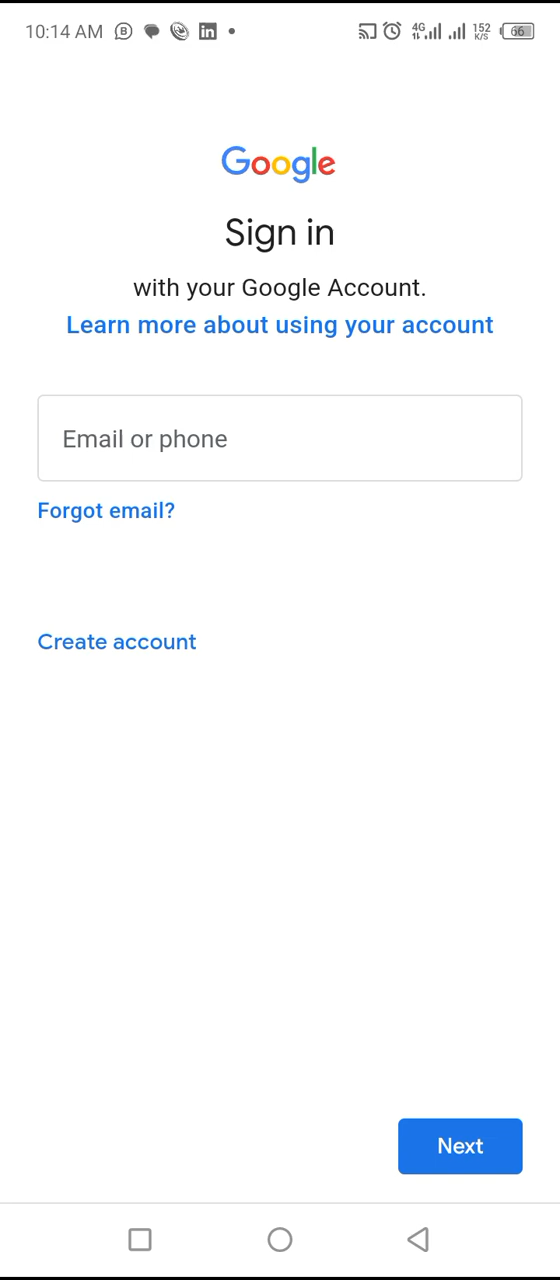 10:14 AM 4G 152 K/S 66
Google
Sign in
with your Google Account.
Learn more about using your account
Email or phone
Forgot email?
Create account
Next